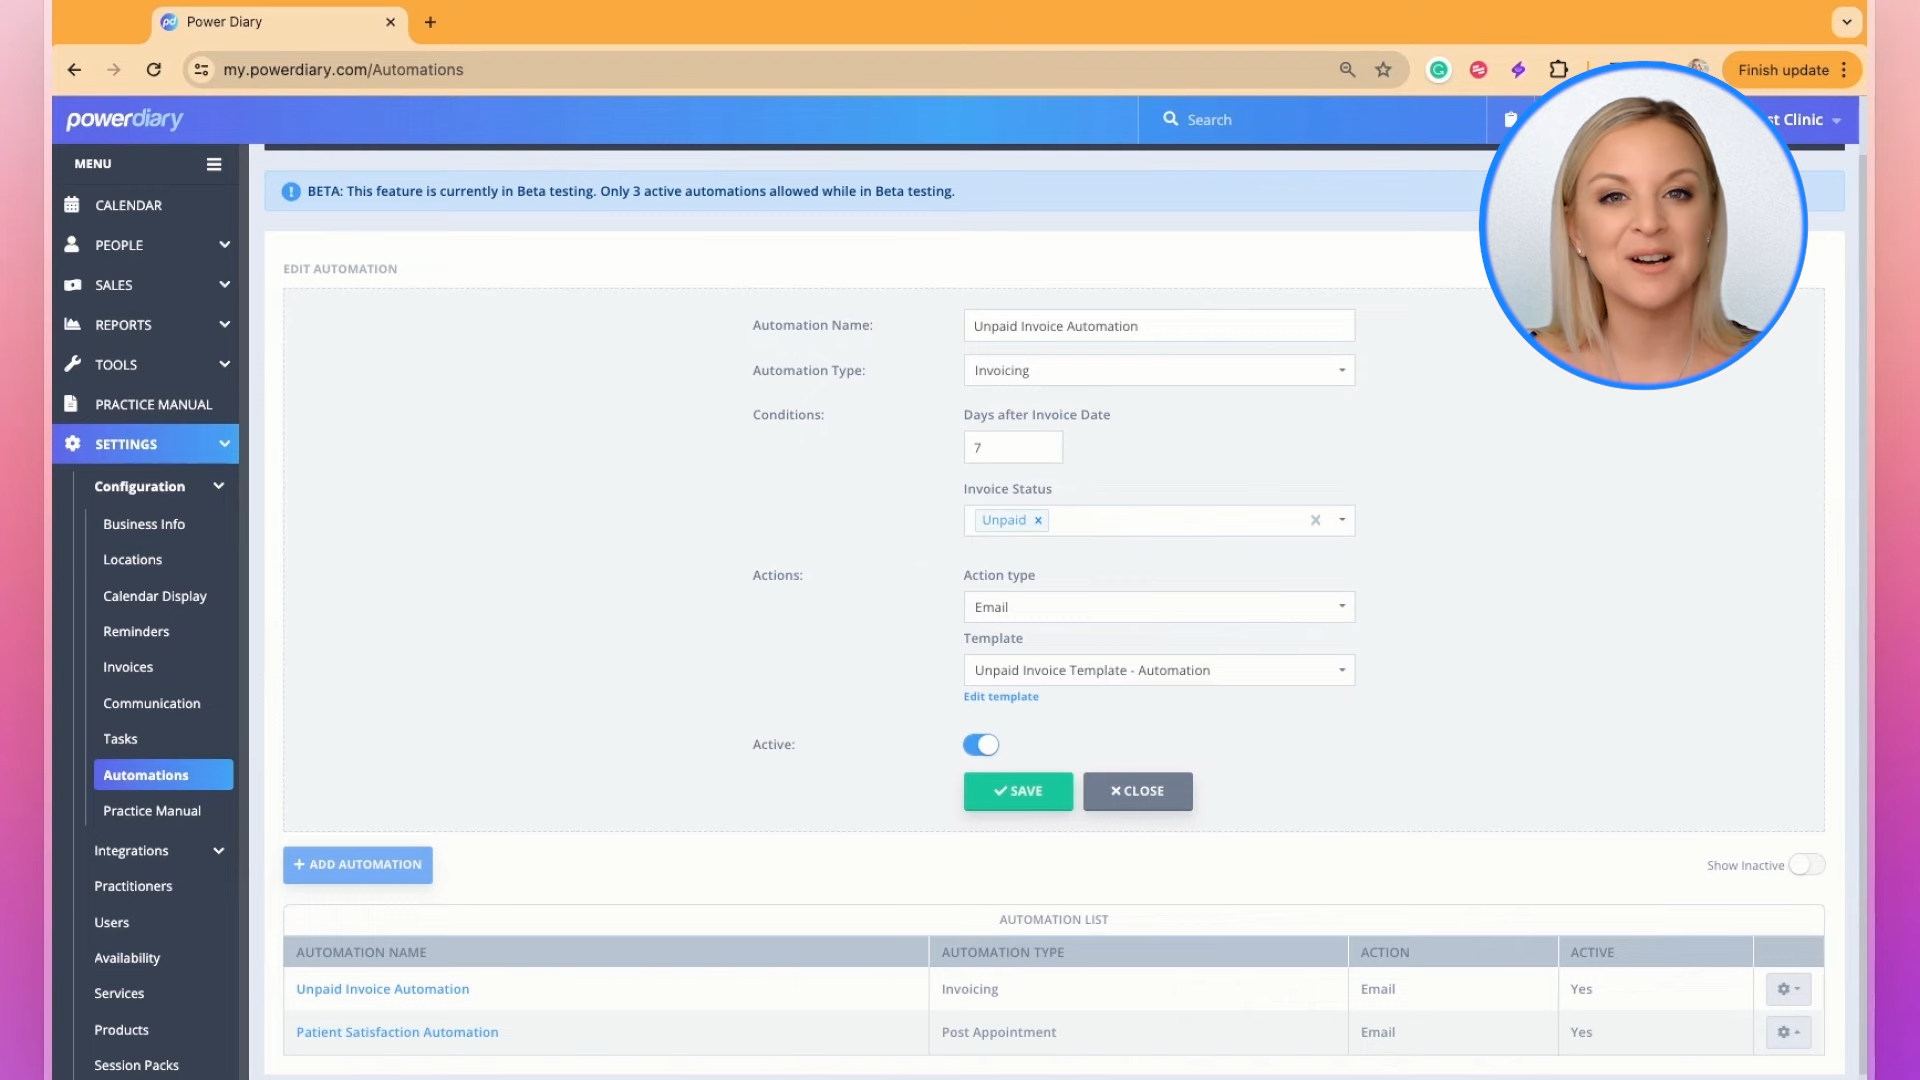 Power Diary
my.powerdiary.com/Automations
Finish update
powerdiary
Search
st Clinic
MENU
CALENDAR
PEOPLE
SALES
REPORTS
TOOLS
PRACTICE MANUAL
SETTINGS
Configuration
Business Info
Locations
Calendar Display
Reminders
Invoices
Communication
Tasks
Automations
Practice Manual
Integrations
Practitioners
Users
Availability
Services
Products
Session Packs
BETA: This feature is currently in Beta testing. Only 3 active automations allowed while in Beta testing.
EDIT AUTOMATION
Automation Name:
Unpaid Invoice Automation
Automation Type:
Invoicing
Conditions:
Days after Invoice Date
7
Invoice Status
Unpaid
Actions:
Action type
Email
Template
Unpaid Invoice Template - Automation
Edit template
Active:
SAVE
CLOSE
ADD AUTOMATION
Show Inactive
AUTOMATION LIST
AUTOMATION NAME AUTOMATION TYPE ACTION ACTIVE
Unpaid Invoice Automation Invoicing Email Yes
Patient Satisfaction Automation Post Appointment Email Yes